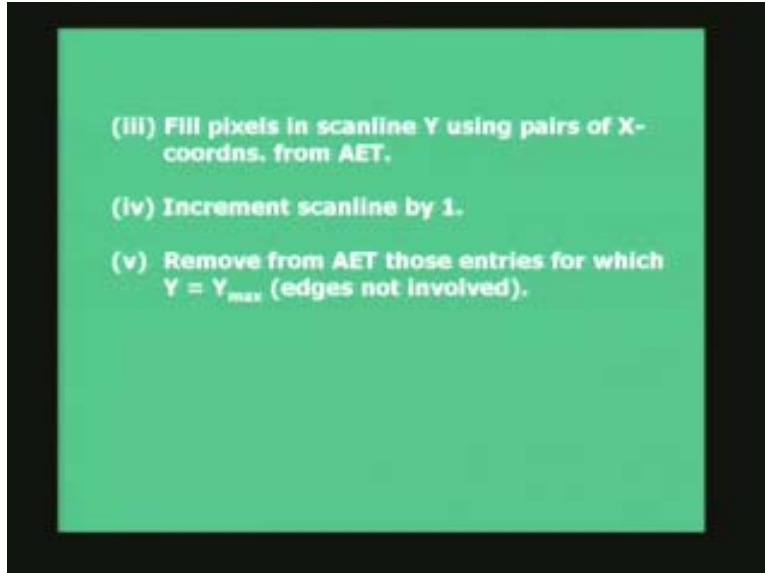 (iii) Fill pixels in scanline Y using pairs of X-
coordns. from AET.
(iv) Increment scanline by 1.
(v) Remove from AET those entries for which
Y = Ymax (edges not involved).